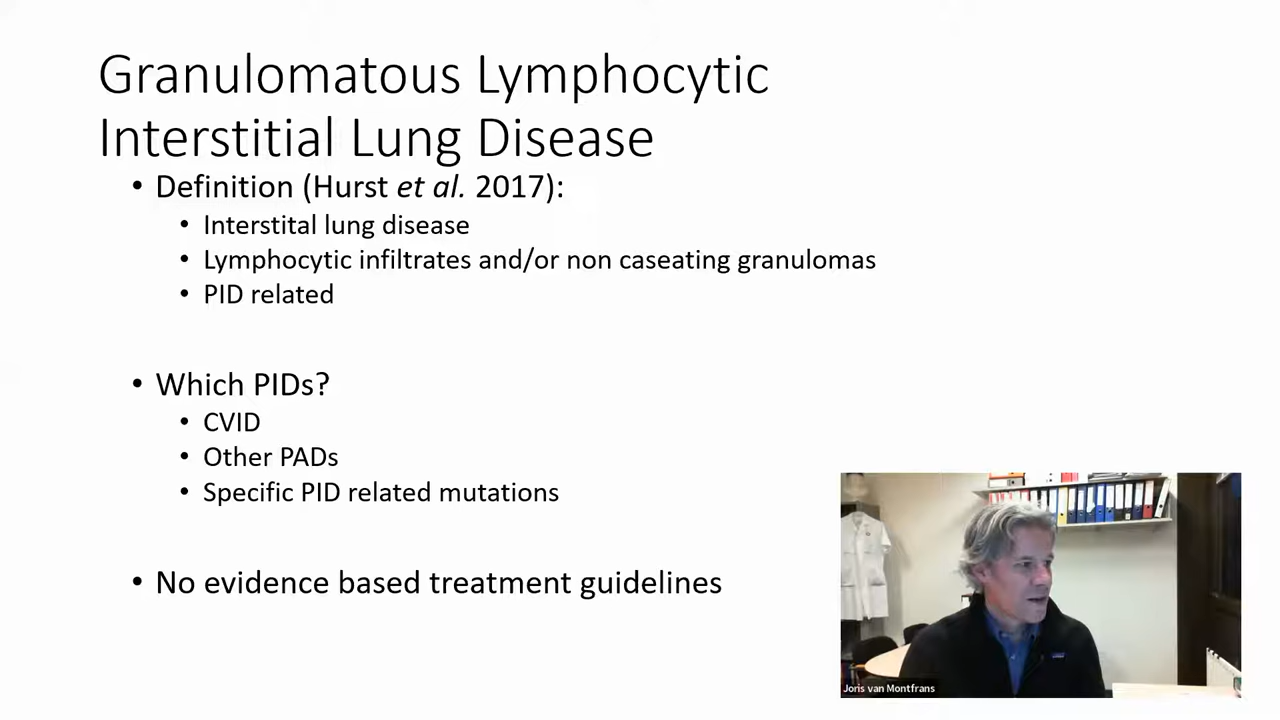 Granulomatous Lymphocytic
Interstitial Lung Disease
• Definition (Hurst et al. 2017):
• Interstital lung disease
• Lymphocytic infiltrates and/or non caseating granulomas
• PID related
• Which PIDs?
• CVID
• Other PADs
• Specific PID related mutations
• No evidence based treatment guidelines
Joris van Montfrans